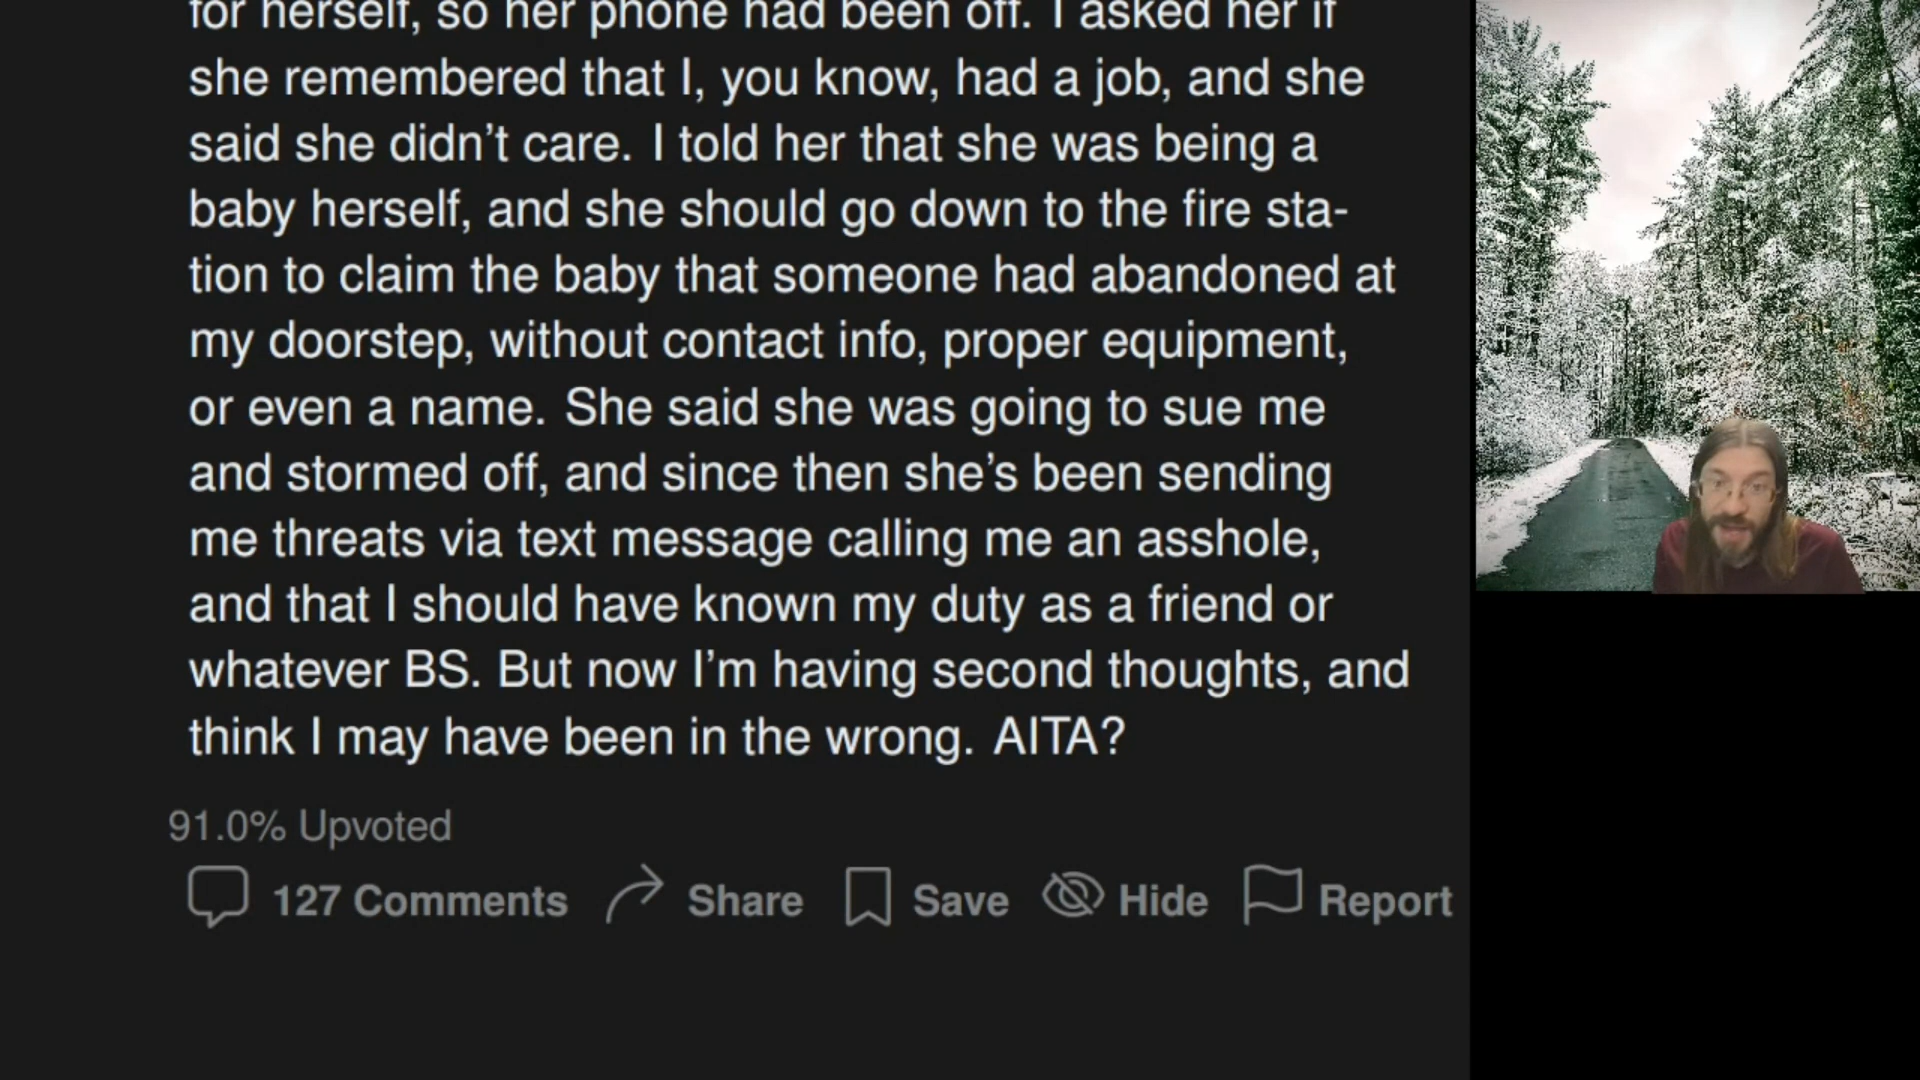 for herself, so her phone had been off. I asked her if
she remembered that I, you know, had a job, and she
said she didn’t care. I told her that she was being a
baby herself, and she should go down to the fire sta-
tion to claim the baby that someone had abandoned at
my doorstep, without contact info, proper equipment,
or even a name. She said she was going to sue me
and stormed off, and since then she’s been sending
me threats via text message calling me an asshole,
and that I should have known my duty as a friend or
whatever BS. But now I’m having second thoughts, and
think I may have been in the wrong. AITA?
91.0% Upvoted
127 Comments Share Save Hide Report